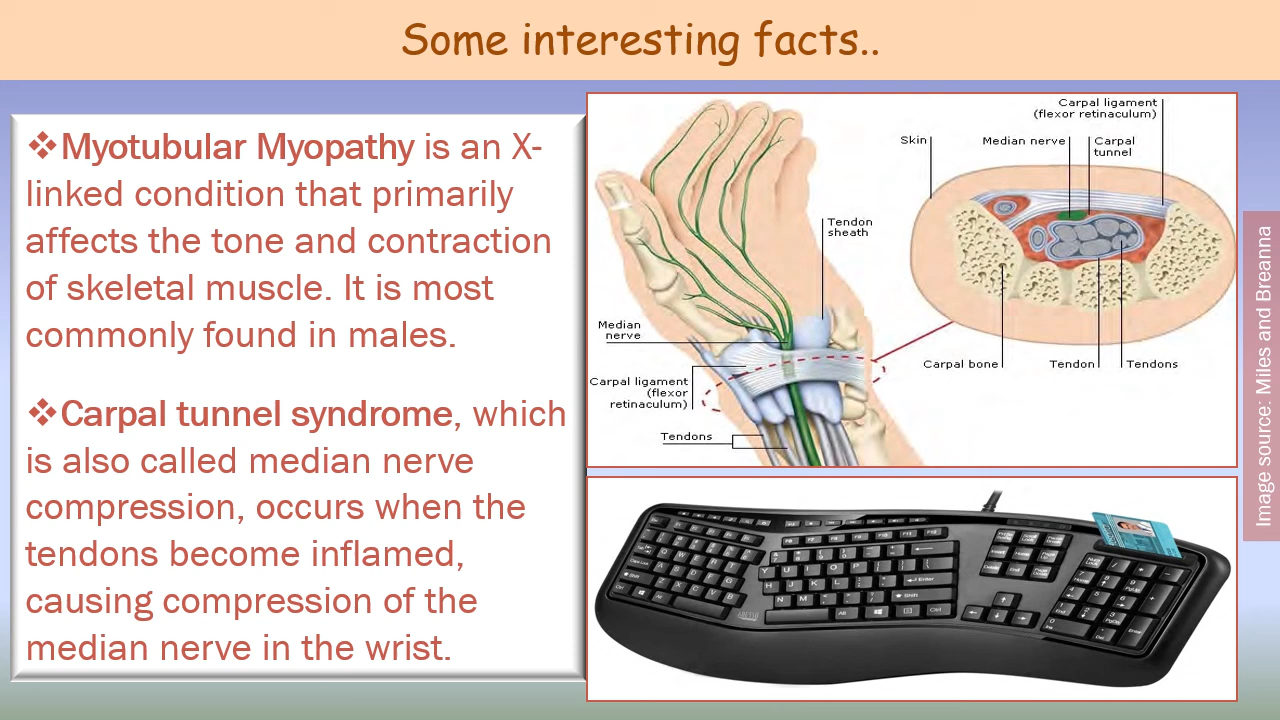 Some interesting facts..
❖Myotubular Myopathy is an X-
linked condition that primarily
affects the tone and contraction
of skeletal muscle. It is most
commonly found in males.
❖Carpal tunnel syndrome, which
is also called median nerve
compression, occurs when the
tendons become inflamed,
causing compression of the
median nerve in the wrist.
Carpal ligament
(flexor retinaculum)
Skin
Median nerve
Carpal
tunnel
Tendon
sheath
Median
nerve
Carpal ligament
(flexor
retinaculum)
Tendons
Carpal bone
Tendon
Tendons
Image source: Miles and Breanna